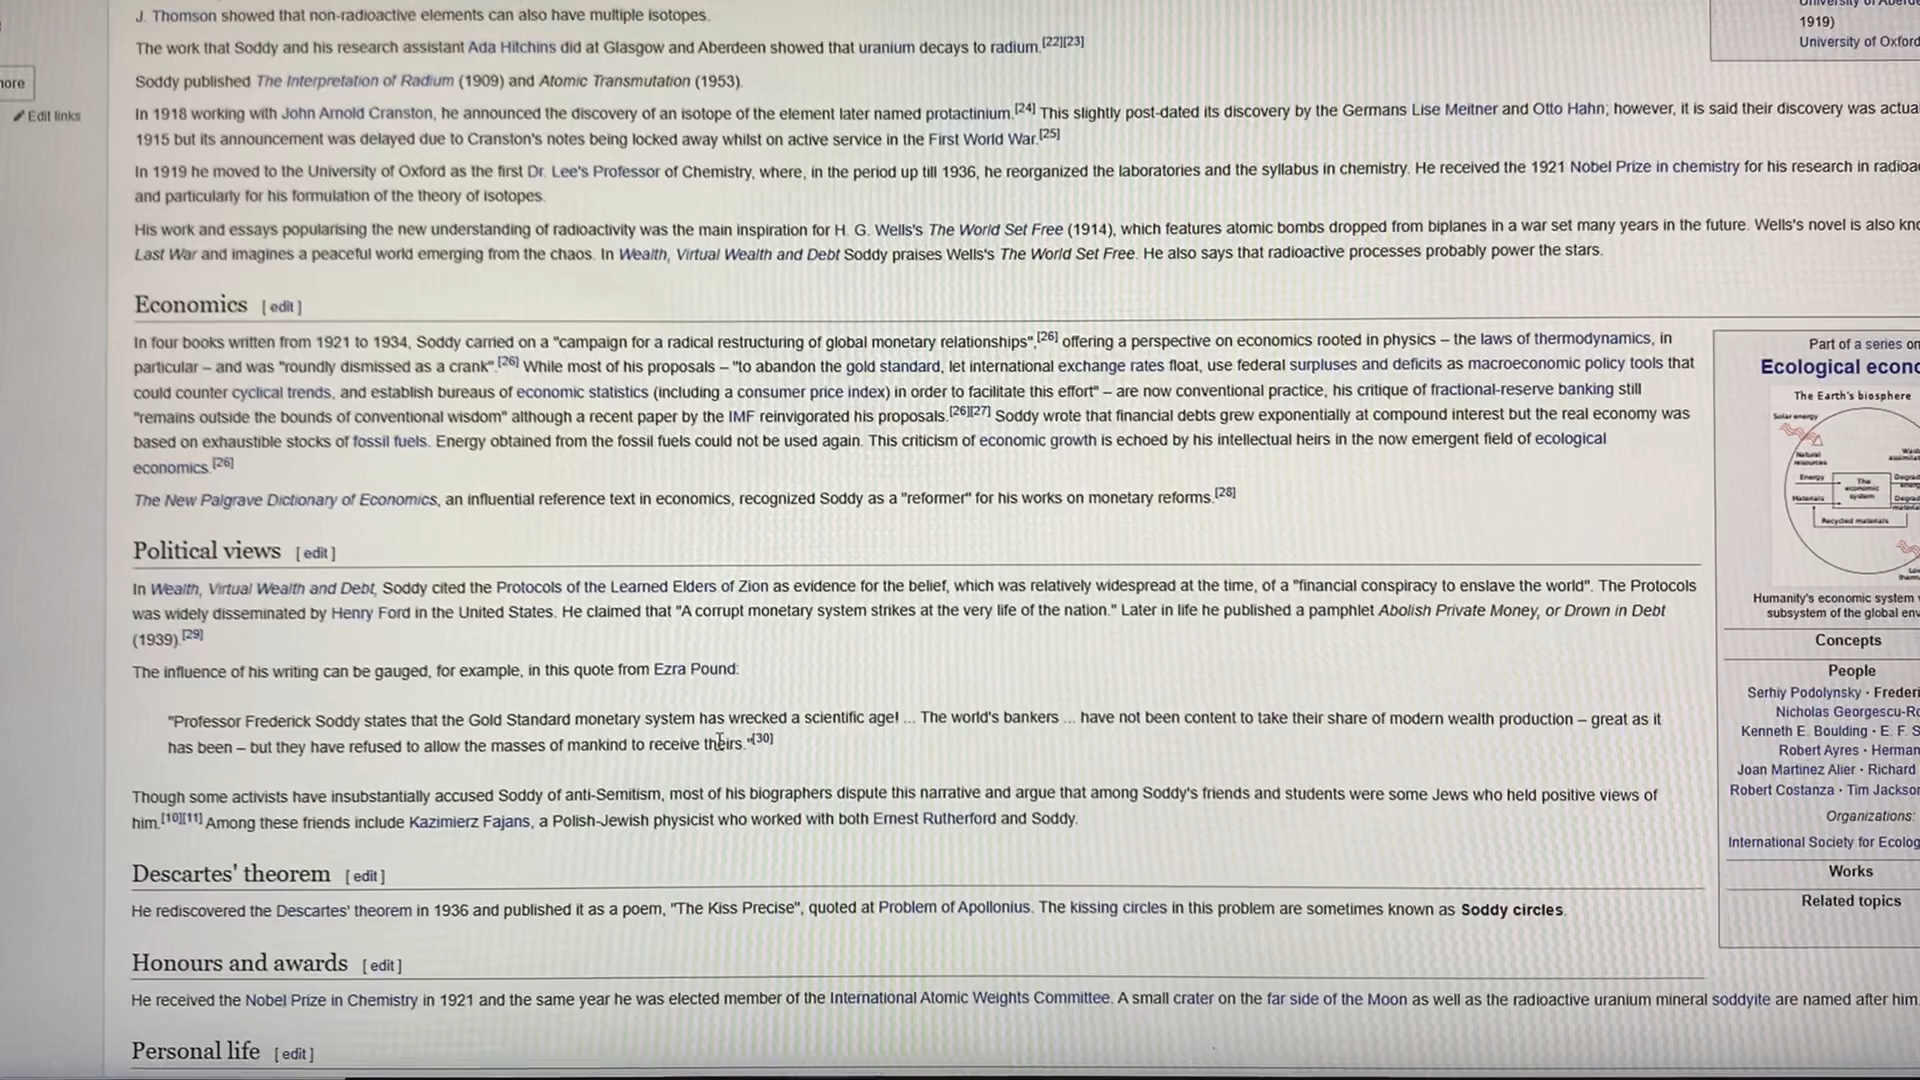 J. Thomson showed that non-radioactive elements can also have multiple isotopes.
The work that Soddy and his research assistant Ada Hitchins did at Glasgow and Aberdeen showed that uranium decays to radium.[22][23]
Soddy published The Interpretation of Radium (1909) and Atomic Transmutation (1953).
In 1918 working with John Arnold Cranston, he announced the discovery of an isotope of the element later named protactinium.[24] This slightly post-dated its discovery by the Germans Lise Meitner and Otto Hahn; however, it is said their discovery was actua
1915 but its announcement was delayed due to Cranston's notes being locked away whilst on active service in the First World War.[25]
In 1919 he moved to the University of Oxford as the first Dr. Lee's Professor of Chemistry, where, in the period up till 1936, he reorganized the laboratories and the syllabus in chemistry. He received the 1921 Nobel Prize in chemistry for his research in radioa
and particularly for his formulation of the theory of isotopes.
His work and essays popularising the new understanding of radioactivity was the main inspiration for H. G. Wells's The World Set Free (1914), which features atomic bombs dropped from biplanes in a war set many years in the future. Wells's novel is also kno
Last War and imagines a peaceful world emerging from the chaos. In Wealth, Virtual Wealth and Debt Soddy praises Wells's The World Set Free. He also says that radioactive processes probably power the stars.
1919)
University of Oxford
ore
Edit links
Economics [ edit ]
In four books written from 1921 to 1934, Soddy carried on a "campaign for a radical restructuring of global monetary relationships",[26] offering a perspective on economics rooted in physics – the laws of thermodynamics, in
particular – and was "roundly dismissed as a crank".[26] While most of his proposals – "to abandon the gold standard, let international exchange rates float, use federal surpluses and deficits as macroeconomic policy tools that
could counter cyclical trends, and establish bureaus of economic statistics (including a consumer price index) in order to facilitate this effort" – are now conventional practice, his critique of fractional-reserve banking still
"remains outside the bounds of conventional wisdom" although a recent paper by the IMF reinvigorated his proposals.[26][27] Soddy wrote that financial debts grew exponentially at compound interest but the real economy was
based on exhaustible stocks of fossil fuels. Energy obtained from the fossil fuels could not be used again. This criticism of economic growth is echoed by his intellectual heirs in the now emergent field of ecological
economics.[26]
The New Palgrave Dictionary of Economics, an influential reference text in economics, recognized Soddy as a "reformer" for his works on monetary reforms.[28]
Political views [ edit ]
In Wealth, Virtual Wealth and Debt, Soddy cited the Protocols of the Learned Elders of Zion as evidence for the belief, which was relatively widespread at the time, of a "financial conspiracy to enslave the world". The Protocols
was widely disseminated by Henry Ford in the United States. He claimed that "A corrupt monetary system strikes at the very life of the nation." Later in life he published a pamphlet Abolish Private Money, or Drown in Debt
(1939).[29]
The influence of his writing can be gauged, for example, in this quote from Ezra Pound:
"Professor Frederick Soddy states that the Gold Standard monetary system has wrecked a scientific age! ... The world's bankers ... have not been content to take their share of modern wealth production – great as it
has been – but they have refused to allow the masses of mankind to receive theirs."[30]
Though some activists have insubstantially accused Soddy of anti-Semitism, most of his biographers dispute this narrative and argue that among Soddy's friends and students were some Jews who held positive views of
him.[10][11] Among these friends include Kazimierz Fajans, a Polish-Jewish physicist who worked with both Ernest Rutherford and Soddy.
Descartes' theorem [ edit ]
He rediscovered the Descartes' theorem in 1936 and published it as a poem, "The Kiss Precise", quoted at Problem of Apollonius. The kissing circles in this problem are sometimes known as Soddy circles.
Honours and awards [ edit ]
He received the Nobel Prize in Chemistry in 1921 and the same year he was elected member of the International Atomic Weights Committee. A small crater on the far side of the Moon as well as the radioactive uranium mineral soddyite are named after him.
Personal life [ edit ]
Part of a series on
Ecological econo
The Earth's biosphere
Solar energy
Natural
resources
Energy
Materials
The
economic
system
Recycled materials
Humanity's economic system
subsystem of the global env
Concepts
People
Serhiy Podolynsky · Frederi
Nicholas Georgescu-Ro
Kenneth E. Boulding · E. F. S
Robert Ayres · Herman
Joan Martinez Alier · Richard
Robert Costanza · Tim Jackson
Organizations:
International Society for Ecolog
Works
Related topics